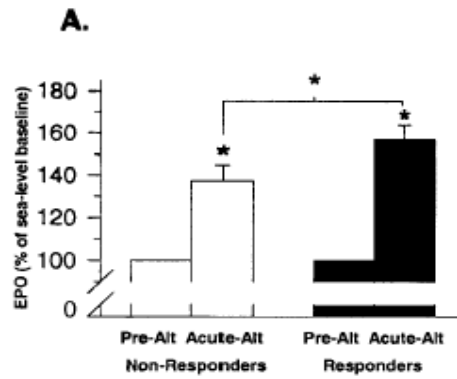 A.
EPO (% of sea-level baseline)
180
160
140
120
100
0
*
*
*
Pre-Alt Acute-Alt Pre-Alt Acute-Alt
Non-Responders Responders